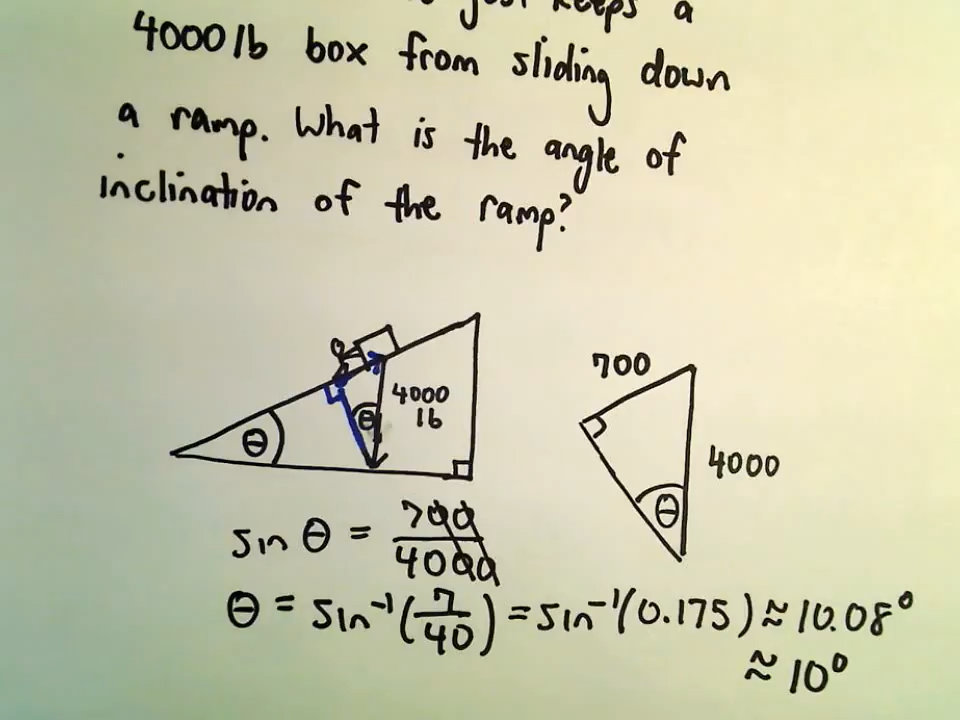 keeps a
4000 lb box from sliding down
a ramp. What is the angle of
inclination of the ramp?
θ
θ
4000
lb
700
4000
θ
sin θ = 700/4000
θ = sin⁻¹(7/40) = sin⁻¹(0.175) ≈ 10.08°
≈ 10°